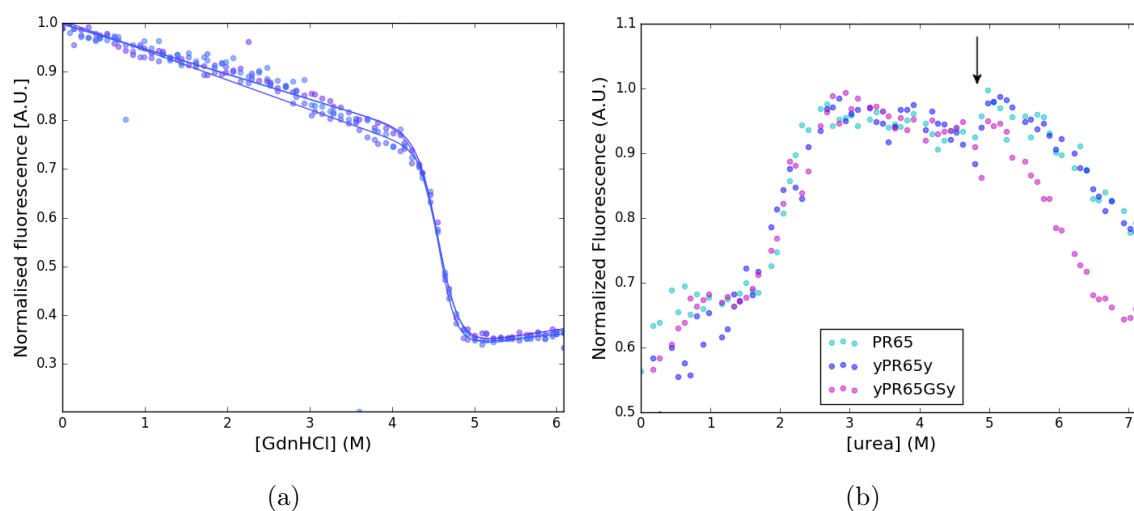 1.0
0.9
0.8
0.7
0.6
0.5
0.4
0.3
Normalised fluorescence [A.U.]
0 1 2 3 4 5 6
[GdnHCl] (M)
(a)
1.1
1.0
0.9
0.8
0.7
0.6
0.5
Normalized Fluorescence (A.U.)
PR65
yPR65y
yPR65GSy
0 1 2 3 4 5 6 7
[urea] (M)
(b)